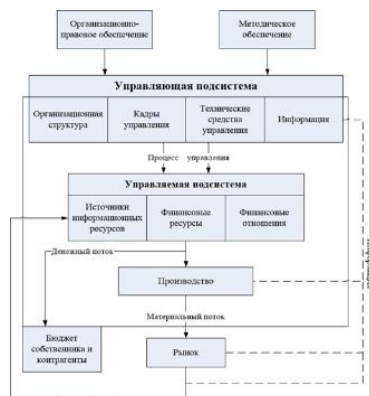 Организационно-
правовое обеспечение
Методическое
обеспечение
Управляющая подсистема
Организационная
структура
Кадры
управления
Технические
средства
управления
Информация
Процесс управления
Управляемая подсистема
Источники
информационных
ресурсов
Финансовые
ресурсы
Финансовые
отношения
Денежный поток
Производство
Материальный поток
Бюджет
собственника и
контрагенты
Рынок